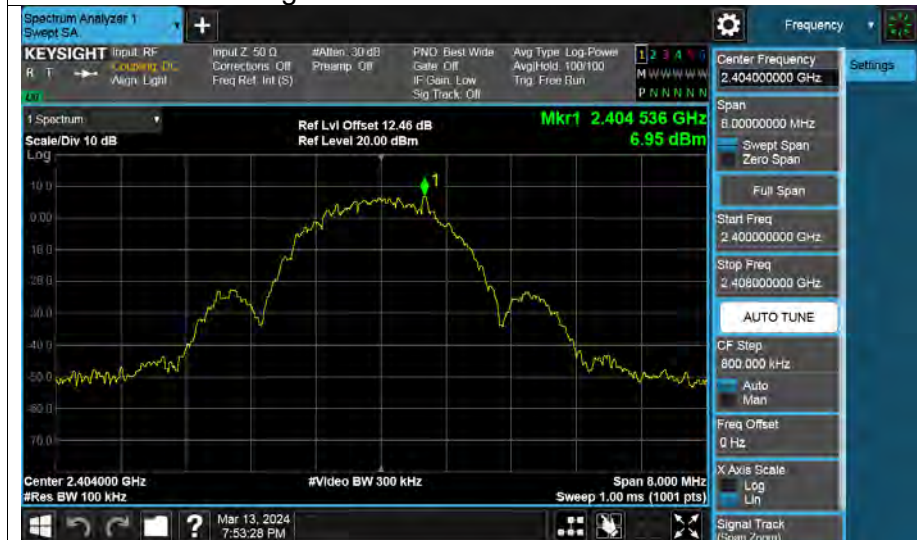 Spectrum Analyzer 1
Swept SA
+
Frequency
KEYSIGHT
R T
Input: RF
Coupling: DC
Align: Light
Input Z: 50 Ω
Corrections: Off
Freq Ref: Int (S)
#Atten: 30 dB
Preamp: Off
PNO: Best Wide
Gate: Off
IF Gain: Low
Sig Track: Off
Avg Type: Log-Power
Avg|Hold: 100/100
Trig: Free Run
1 2 3 4 5 6
M W W W W W
P N N N N N
1 Spectrum
Scale/Div 10 dB
Log
Ref Lvl Offset 12.46 dB
Ref Level 20.00 dBm
Mkr1 2.404 536 GHz
6.95 dBm
1
10.0
0.00
-10.0
-20.0
-30.0
-40.0
-50.0
-60.0
-70.0
Center 2.404000 GHz
#Res BW 100 kHz
#Video BW 300 kHz
Span 8.000 MHz
Sweep 1.00 ms (1001 pts)
Center Frequency
2.404000000 GHz
Settings
Span
8.00000000 MHz
Swept Span
Zero Span
Full Span
Start Freq
2.400000000 GHz
Stop Freq
2.408000000 GHz
AUTO TUNE
CF Step
800.000 kHz
Auto
Man
Freq Offset
0 Hz
X Axis Scale
Log
Lin
Signal Track
(Span Zoom)
?
Mar 13, 2024
7:53:28 PM